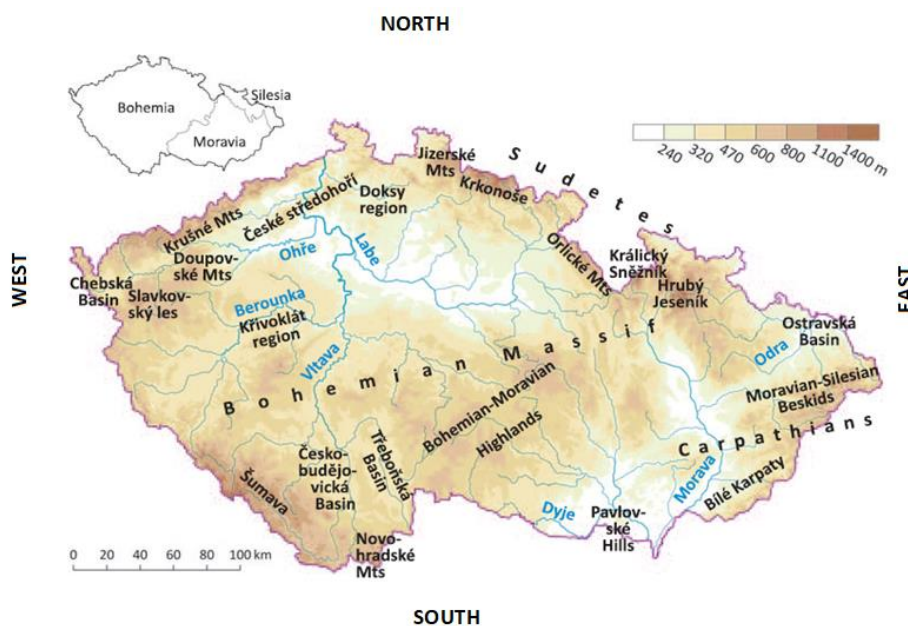 NORTH
Bohemia
Silesia
Moravia
240 320 470 600 800 1100 1400 m
Sudetes
Jizerské
Mts
Krkonoše
Doksy
region
České středohoří
Krušné Mts
Doupov-
ské Mts
Ohře
Labe
Orlické Mts
Králický
Sněžník
Hrubý
Jeseník
WEST
EAST
Chebská
Basin
Slavkov-
ský les
Berounka
Křivoklát
region
Vltava
Ostravská
Basin
Odra
Bohemian Massif
Moravian-Silesian
Beskids
Bohemian-Moravian
Highlands
Carpathians
Česko-
budějo-
vická
Basin
Třeboňská
Basin
Šumava
Morava
Bílé Karpaty
Dyje
Pavlov-
ské
Hills
Novo-
hradské
Mts
0 20 40 60 80 100 km
SOUTH